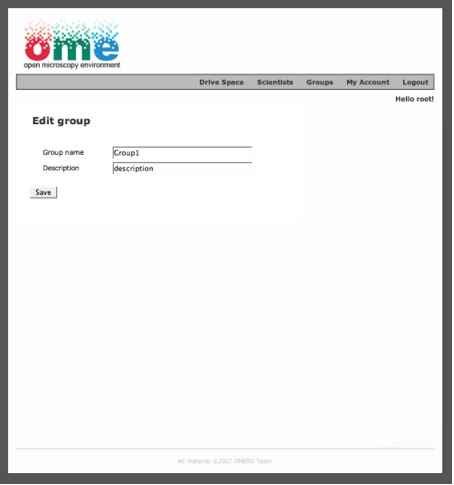 ome
open microscopy environment
Drive Space Scientists Groups My Account Logout
Hello root!
Edit group
Group name Group1
Description description
Save
All material ©2007 OMERO Team